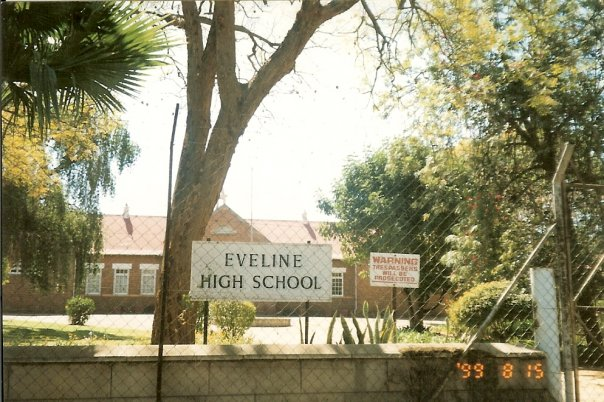 EVELINE
HIGH SCHOOL
WARNING
TRESPASSERS
WILL BE
PROSECUTED
'99 8 15